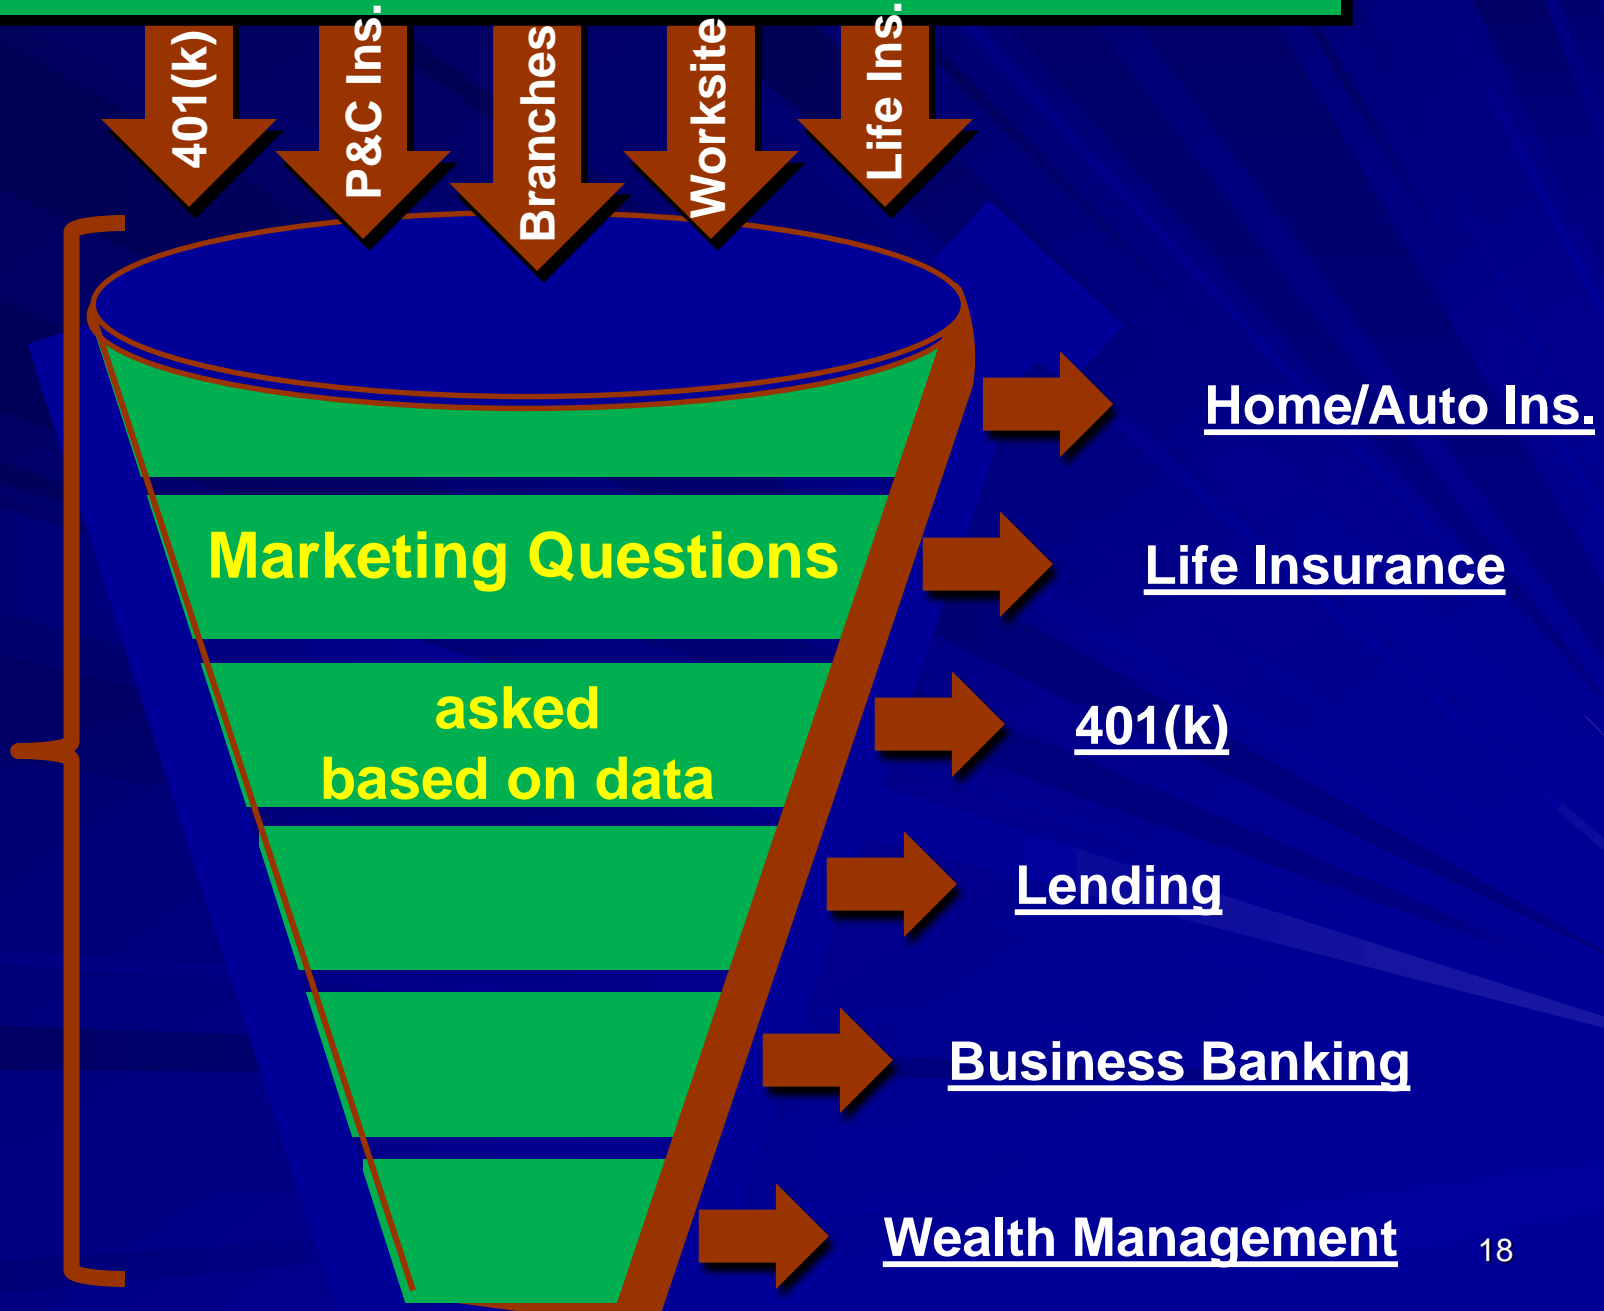 401(k)
P&C Ins.
Branches
Worksite
Life Ins.
Home/Auto Ins.
Marketing Questions
Life Insurance
asked
based on data
401(k)
Lending
Business Banking
Wealth Management
18